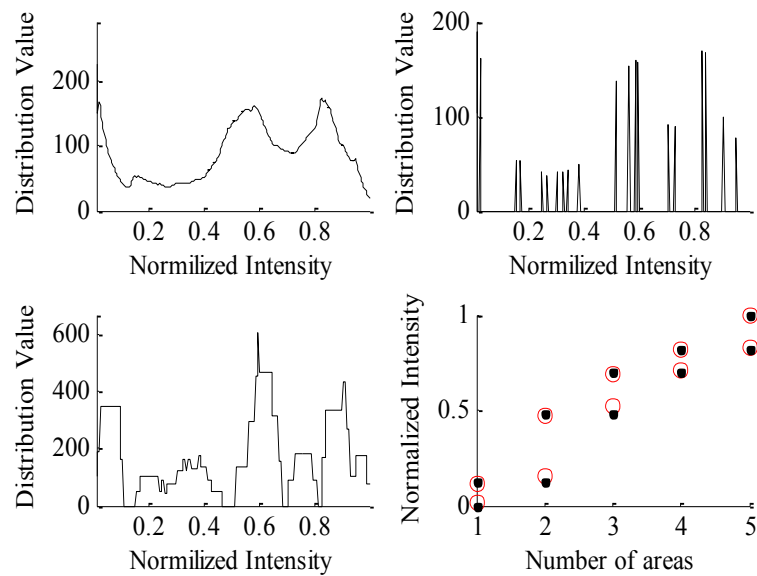 Distribution Value
200
100
0
0.2 0.4 0.6 0.8
Normilized Intensity
Distribution Value
200
100
0
0.2 0.4 0.6 0.8
Normilized Intensity
Distribution Value
600
400
200
0
0.2 0.4 0.6 0.8
Normilized Intensity
Normalized Intensity
1
0.5
0
1 2 3 4 5
Number of areas